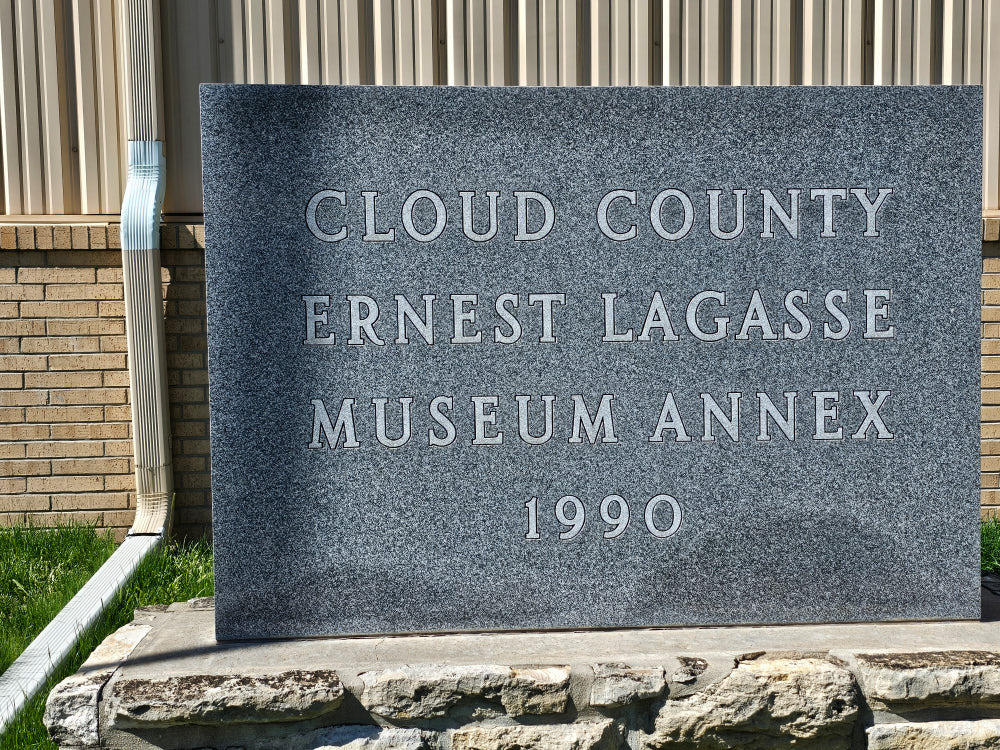 CLOUD COUNTY
ERNEST LAGASSE
MUSEUM ANNEX
1990